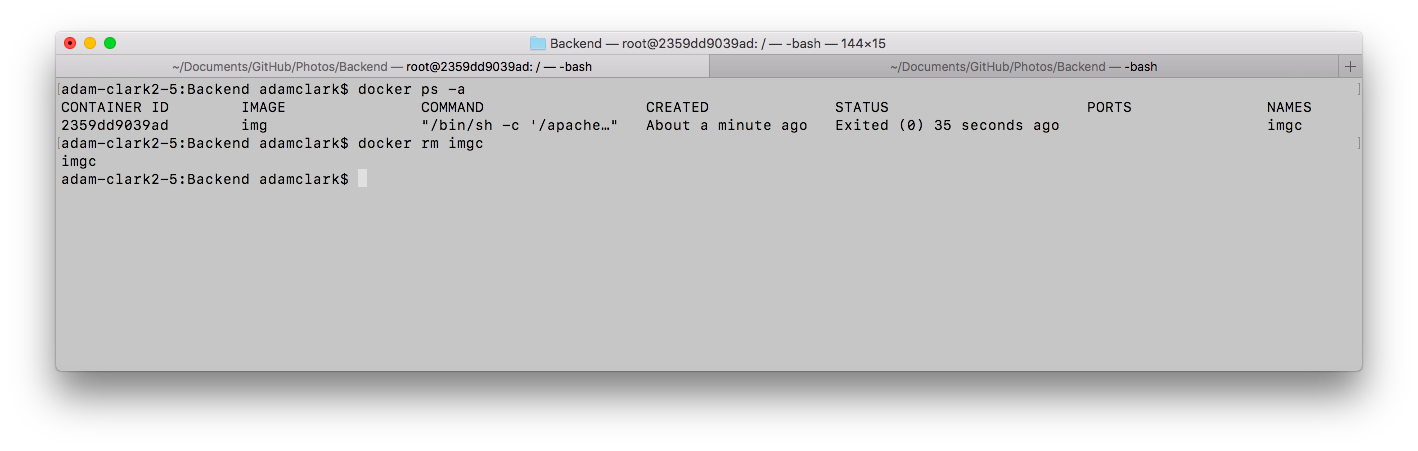 Backend — root@2359dd9039ad: / — -bash — 144×15
~/Documents/GitHub/Photos/Backend — root@2359dd9039ad: / — -bash ~/Documents/GitHub/Photos/Backend — -bash +
[adam-clark2-5:Backend adamclark$ docker ps -a ]
CONTAINER ID IMAGE COMMAND CREATED STATUS PORTS NAMES
2359dd9039ad img "/bin/sh -c '/apache…" About a minute ago Exited (0) 35 seconds ago imgc
[adam-clark2-5:Backend adamclark$ docker rm imgc ]
imgc
adam-clark2-5:Backend adamclark$